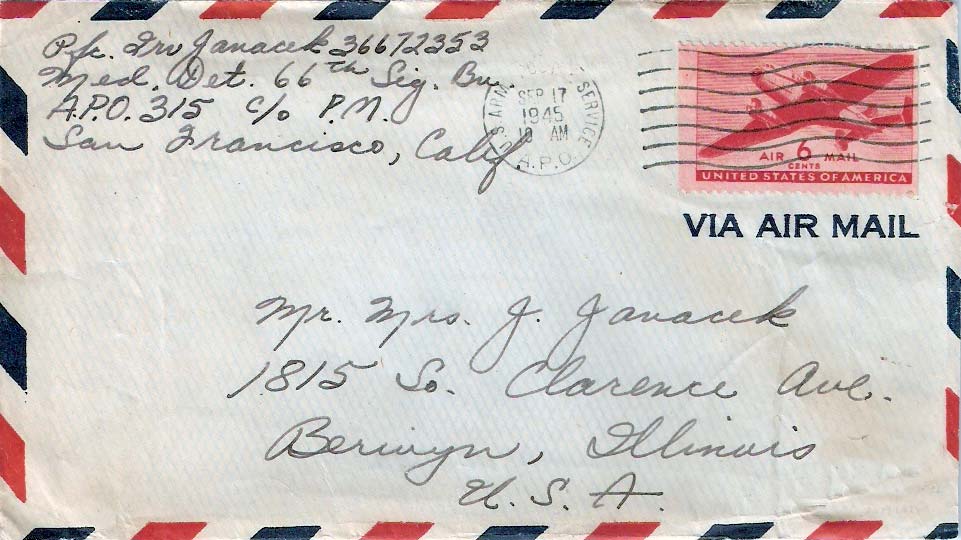 Pfc. Irv Janacek 36672353
Med. Det. 66th Sig. Bn.
A.P.O. 315 c/o P.M.
San Francisco, Calif.
U.S. ARMY SERVICE
SEP 17
1945
10 AM
A.P.O.
AIR 6 MAIL
CENTS
UNITED STATES OF AMERICA
VIA AIR MAIL
Mr. Mrs. J. Janacek
1815 So. Clarence Ave.
Berwyn, Illinois
U. S. A.